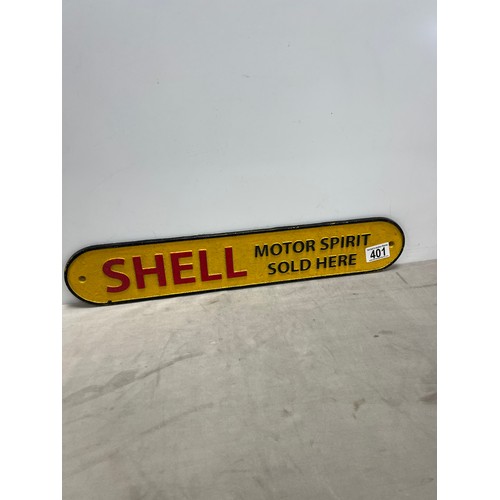 SHELL
MOTOR SPIRIT
SOLD HERE
401